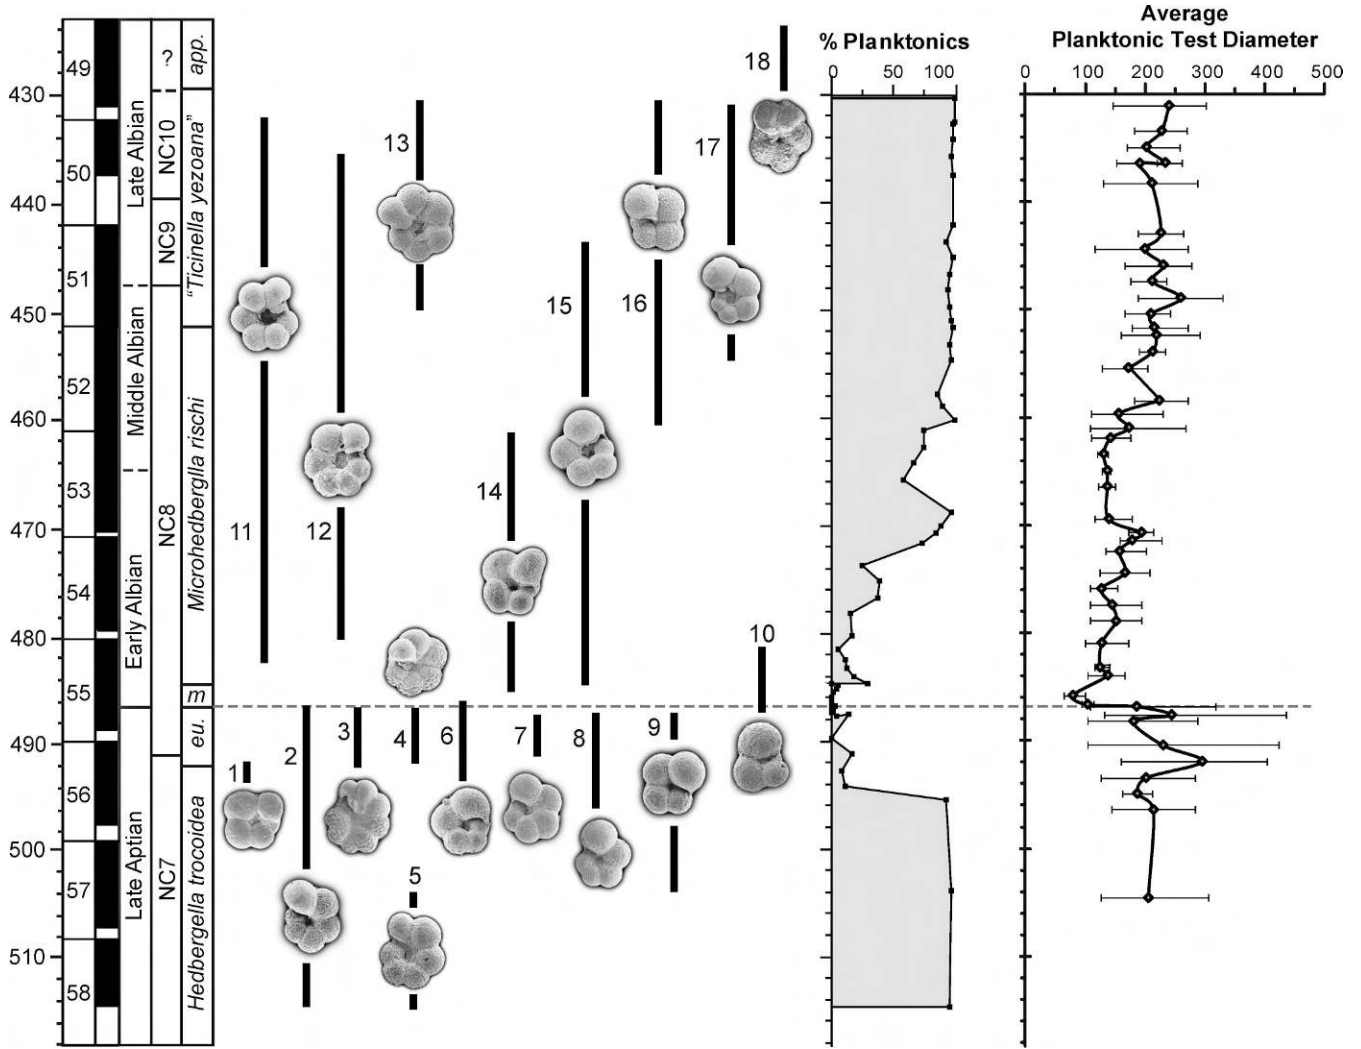 % Planktonics
0 50 100
Average
Planktonic Test Diameter
0 100 200 300 400 500
430
440
450
460
470
480
490
500
510
49
50
51
52
53
54
55
56
57
58
Late Albian
Middle Albian
Early Albian
Late Aptian
?
NC10
NC9
NC8
NC7
app.
"Ticinella yezoana"
Microhedberglla rischi
m
eu.
Hedbergella trocoidea
1
2
3
4
5
6
7
8
9
10
11
12
13
14
15
16
17
18